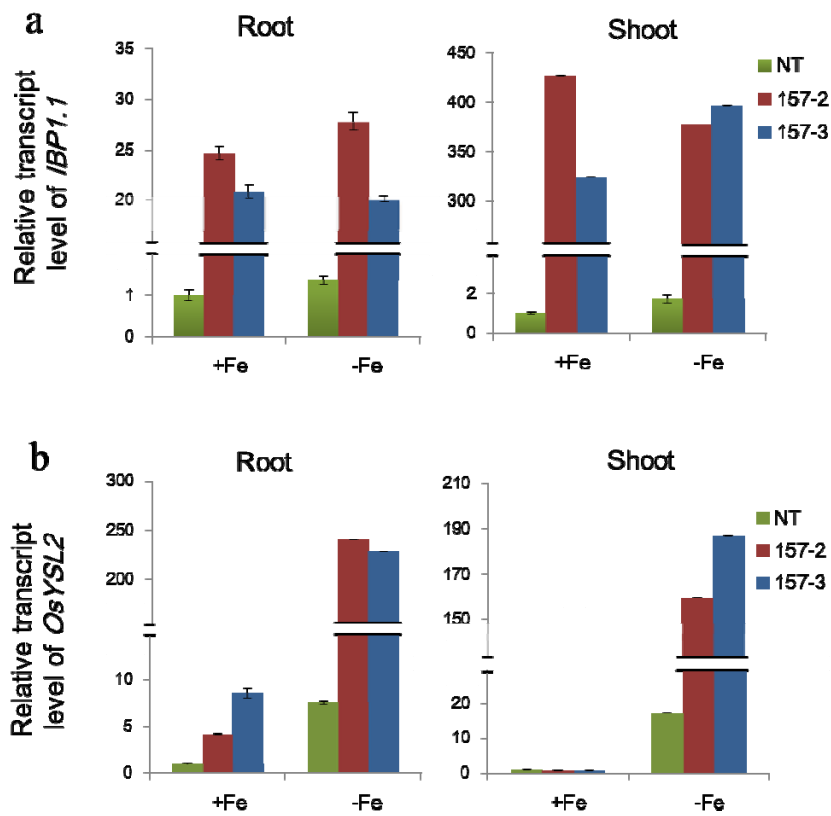 a
Root
Shoot
Relative transcript
level of IBP1.1
35
30
25
20
1
0
+Fe
-Fe
450
400
350
300
2
0
+Fe
-Fe
NT
157-2
157-3
b
Root
Shoot
Relative transcript
level of OsYSL2
300
250
200
10
5
0
+Fe
-Fe
210
190
170
150
20
10
0
+Fe
-Fe
NT
157-2
157-3